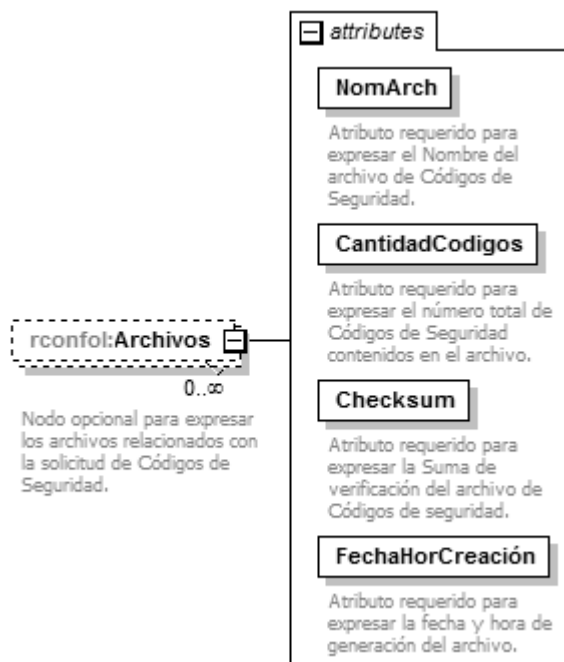 attributes
NomArch
Atributo requerido para
expresar el Nombre del
archivo de Códigos de
Seguridad.
CantidadCodigos
Atributo requerido para
expresar el número total de
Códigos de Seguridad
contenidos en el archivo.
rconfol:Archivos
0..∞
Nodo opcional para expresar
los archivos relacionados con
la solicitud de Códigos de
Seguridad.
Checksum
Atributo requerido para
expresar la Suma de
verificación del archivo de
Códigos de seguridad.
FechaHorCreación
Atributo requerido para
expresar la fecha y hora de
generación del archivo.